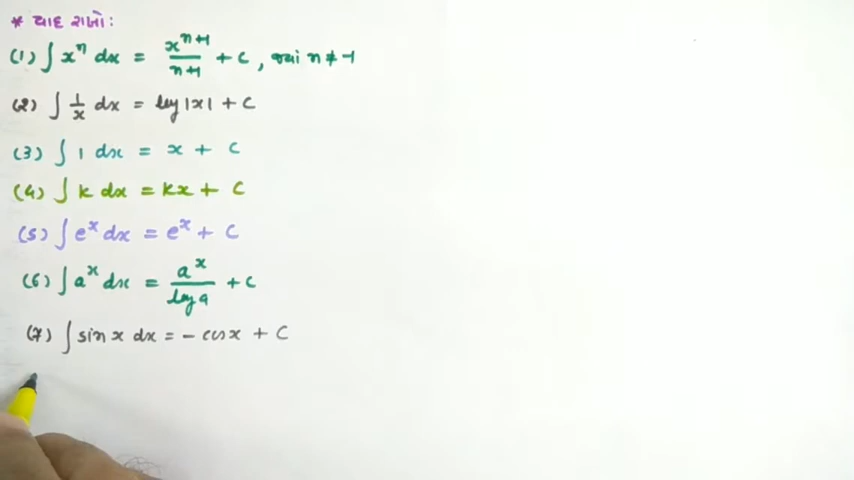 * યાદ રાખો:
(1) ∫ xⁿ dx = xⁿ⁺¹/n+1 + c, જ્યાં n ≠ -1
(2) ∫ 1/x dx = log |x| + c
(3) ∫ 1 dx = x + c
(4) ∫ k dx = kx + c
(5) ∫ eˣ dx = eˣ + c
(6) ∫ aˣ dx = aˣ/log a + c
(7) ∫ sin x dx = - cos x + c